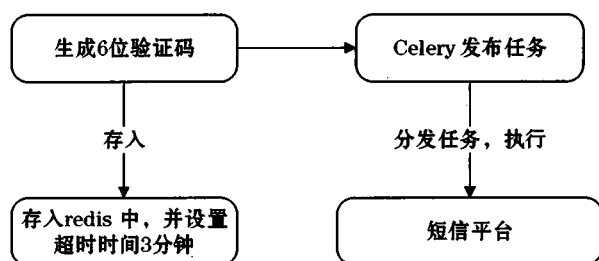 生成6位验证码
Celery 发布任务
存入
分发任务，执行
存入redis 中，并设置
超时时间3分钟
短信平台